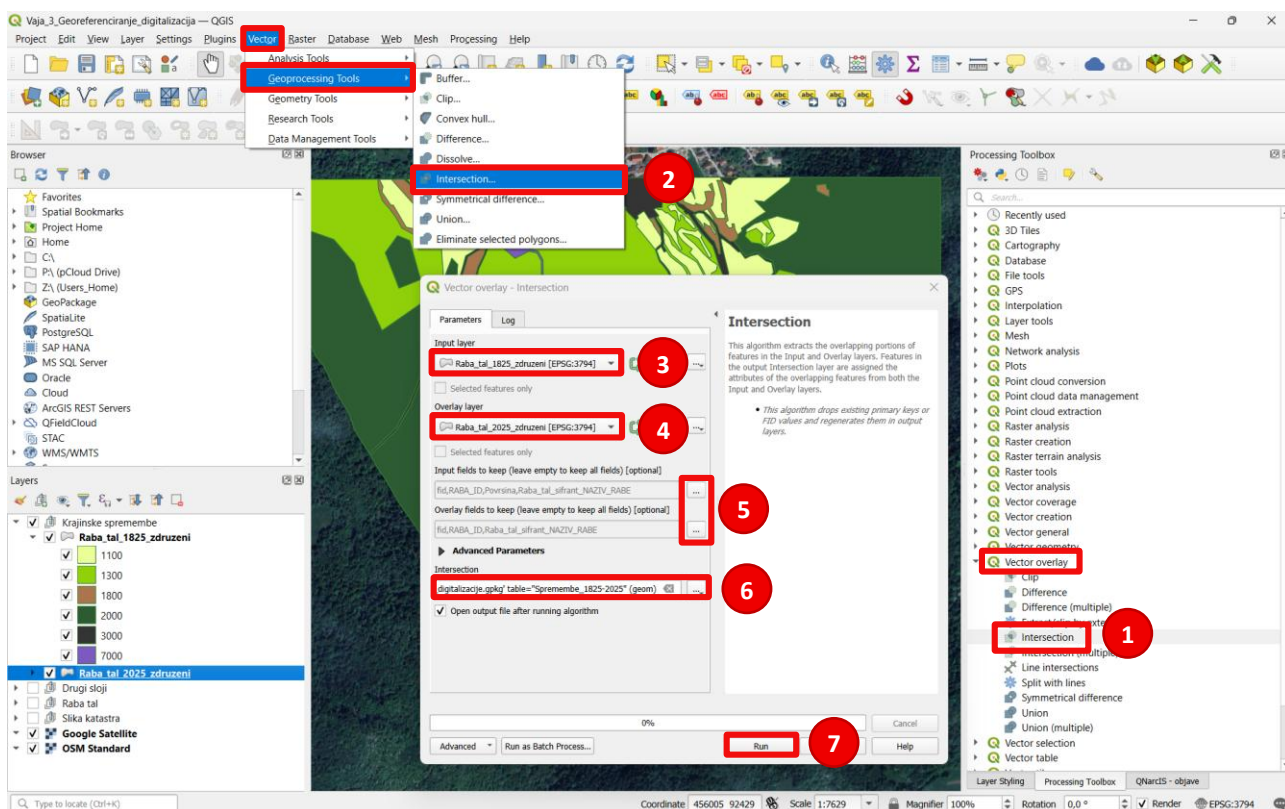 Vaja_3_Georeferenciranje_digitalizacija — QGIS
Project Edit View Layer Settings Plugins Vector Raster Database Web Mesh Processing Help
Analysis Tools
Geoprocessing Tools
Geometry Tools
Research Tools
Data Management Tools
Buffer...
Clip...
Convex hull...
Difference...
Dissolve...
Intersection...
Symmetrical difference...
Union...
Eliminate selected polygons...
2
Browser
Favorites
Spatial Bookmarks
Project Home
Home
C:\
P:\ (pCloud Drive)
Z:\ (Users_Home)
GeoPackage
SpatiaLite
PostgreSQL
SAP HANA
MS SQL Server
Oracle
Cloud
ArcGIS REST Servers
QFieldCloud
STAC
WMS/WMTS
Layers
Krajinske spremembe
Raba_tal_1825_zdruzeni
1100
1300
1800
2000
3000
7000
Raba_tal_2025_zdruzeni
Drugi sloji
Raba tal
Slika katastra
Google Satellite
OSM Standard
Vector overlay - Intersection
Parameters Log
Input layer
Raba_tal_1825_zdruzeni [EPSG:3794]
3
Selected features only
Overlay layer
Raba_tal_2025_zdruzeni [EPSG:3794]
4
Selected features only
Input fields to keep (leave empty to keep all fields) [optional]
fid,RABA_ID,Povrsina,Raba_tal_sifrant_NAZIV_RABE
Overlay fields to keep (leave empty to keep all fields) [optional]
fid,RABA_ID,Raba_tal_sifrant_NAZIV_RABE
5
Advanced Parameters
Intersection
digitalizacije.gpkg' table="Spremembe_1825-2025" (geom)
6
Open output file after running algorithm
Intersection
This algorithm extracts the overlapping portions of
features in the Input and Overlay layers. Features in
the output Intersection layer are assigned the
attributes of the overlapping features from both the
Input and Overlay layers.
• This algorithm drops existing primary keys or
FID values and regenerates them in output
layers.
0%
Cancel
Advanced Run as Batch Process... Run 7 Help
Processing Toolbox
Search...
Recently used
3D Tiles
Cartography
Database
File tools
GPS
Interpolation
Layer tools
Mesh
Network analysis
Plots
Point cloud conversion
Point cloud data management
Point cloud extraction
Raster analysis
Raster creation
Raster terrain analysis
Raster tools
Vector analysis
Vector coverage
Vector creation
Vector general
Vector geometry
Vector overlay
Clip
Difference
Difference (multiple)
Intersection
1
Intersection (multiple)
Line intersections
Split with lines
Symmetrical difference
Union
Union (multiple)
Vector selection
Vector table
Layer Styling Processing Toolbox QNarcIS - objave
Type to locate (Ctrl+K)
Coordinate 456005 92429 Scale 1:7629 Magnifier 100% Rotation 0,0 ° Render EPSG:3794